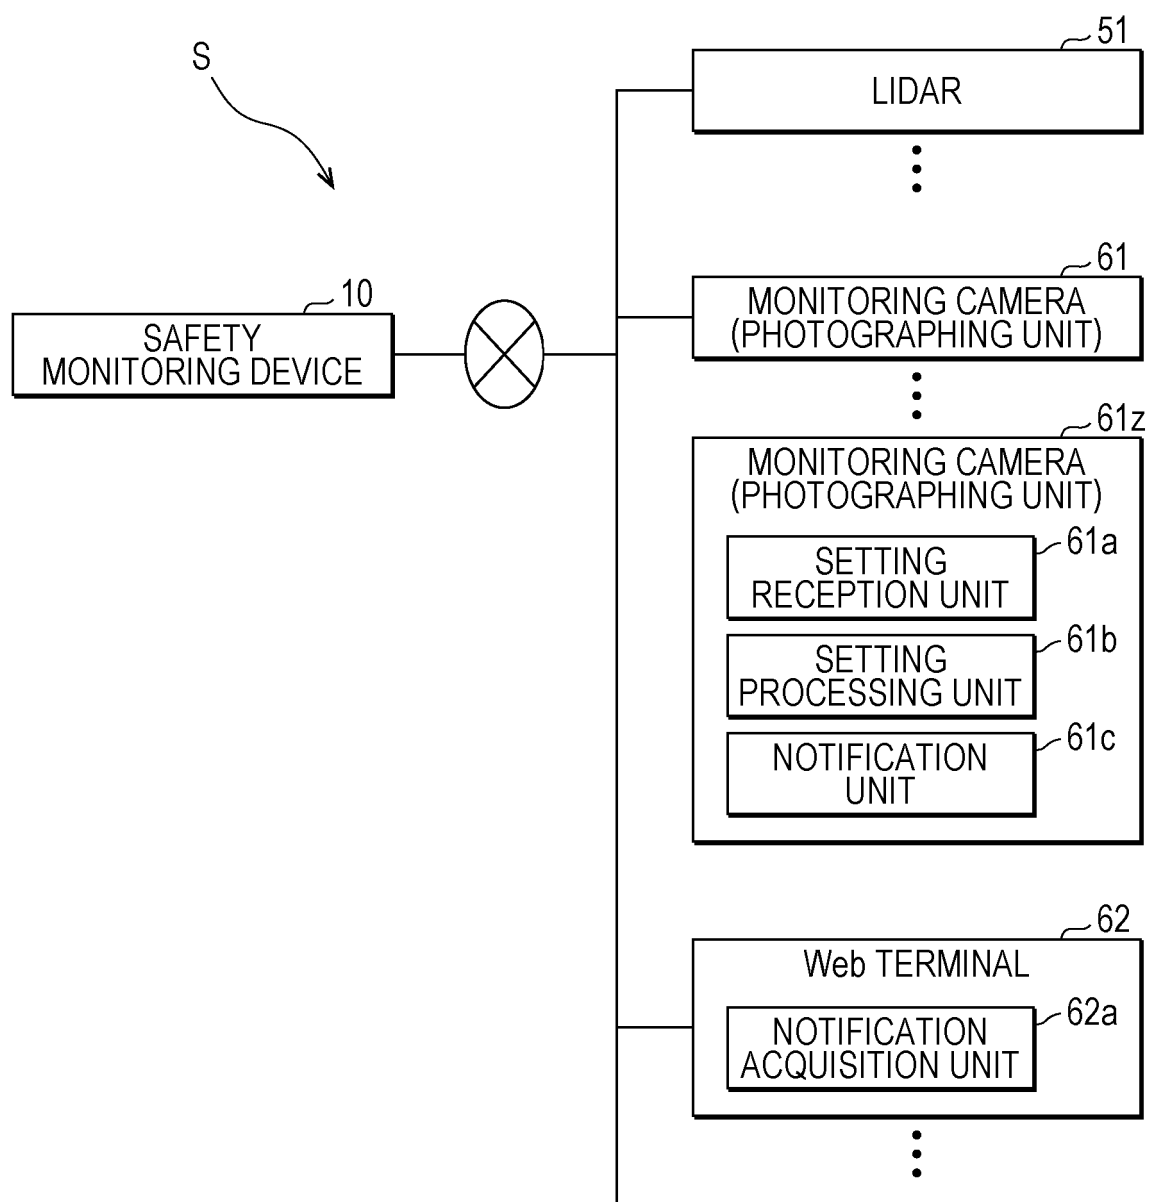 S
51
LIDAR
61
MONITORING CAMERA
(PHOTOGRAPHING UNIT)
10
SAFETY
MONITORING DEVICE
61z
MONITORING CAMERA
(PHOTOGRAPHING UNIT)
61a
SETTING
RECEPTION UNIT
61b
SETTING
PROCESSING UNIT
61c
NOTIFICATION
UNIT
62
Web TERMINAL
62a
NOTIFICATION
ACQUISITION UNIT